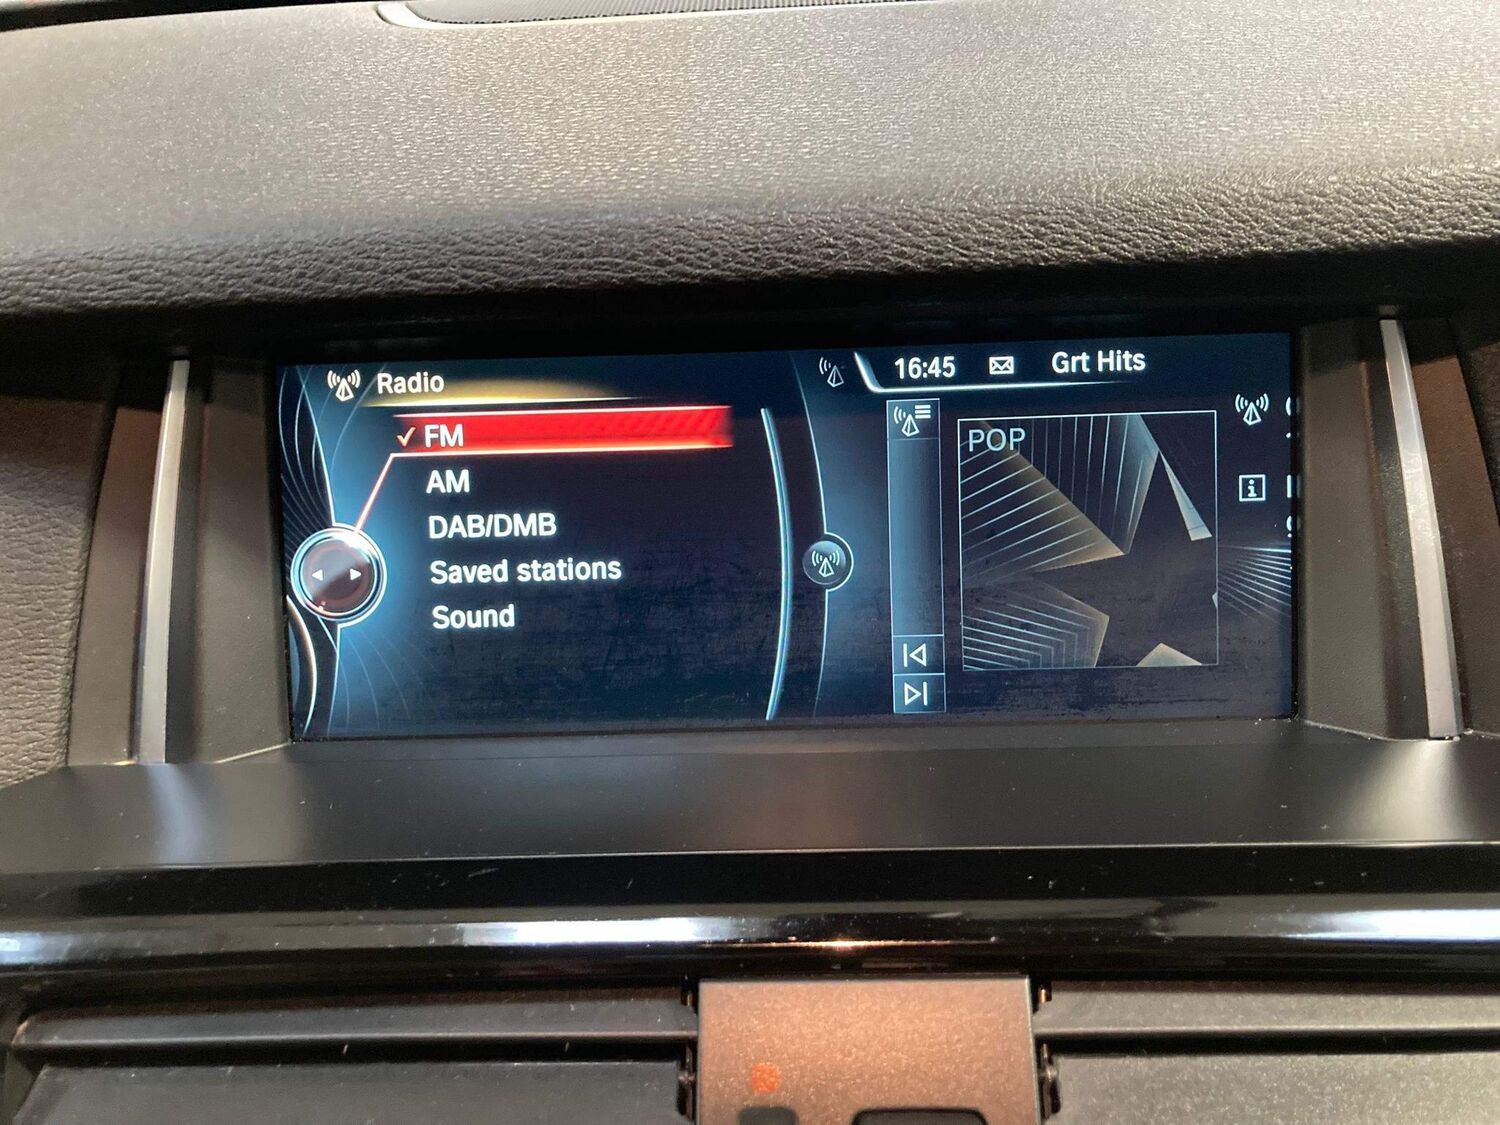 Radio
FM
AM
DAB/DMB
Saved stations
Sound
16:45
Grt Hits
POP